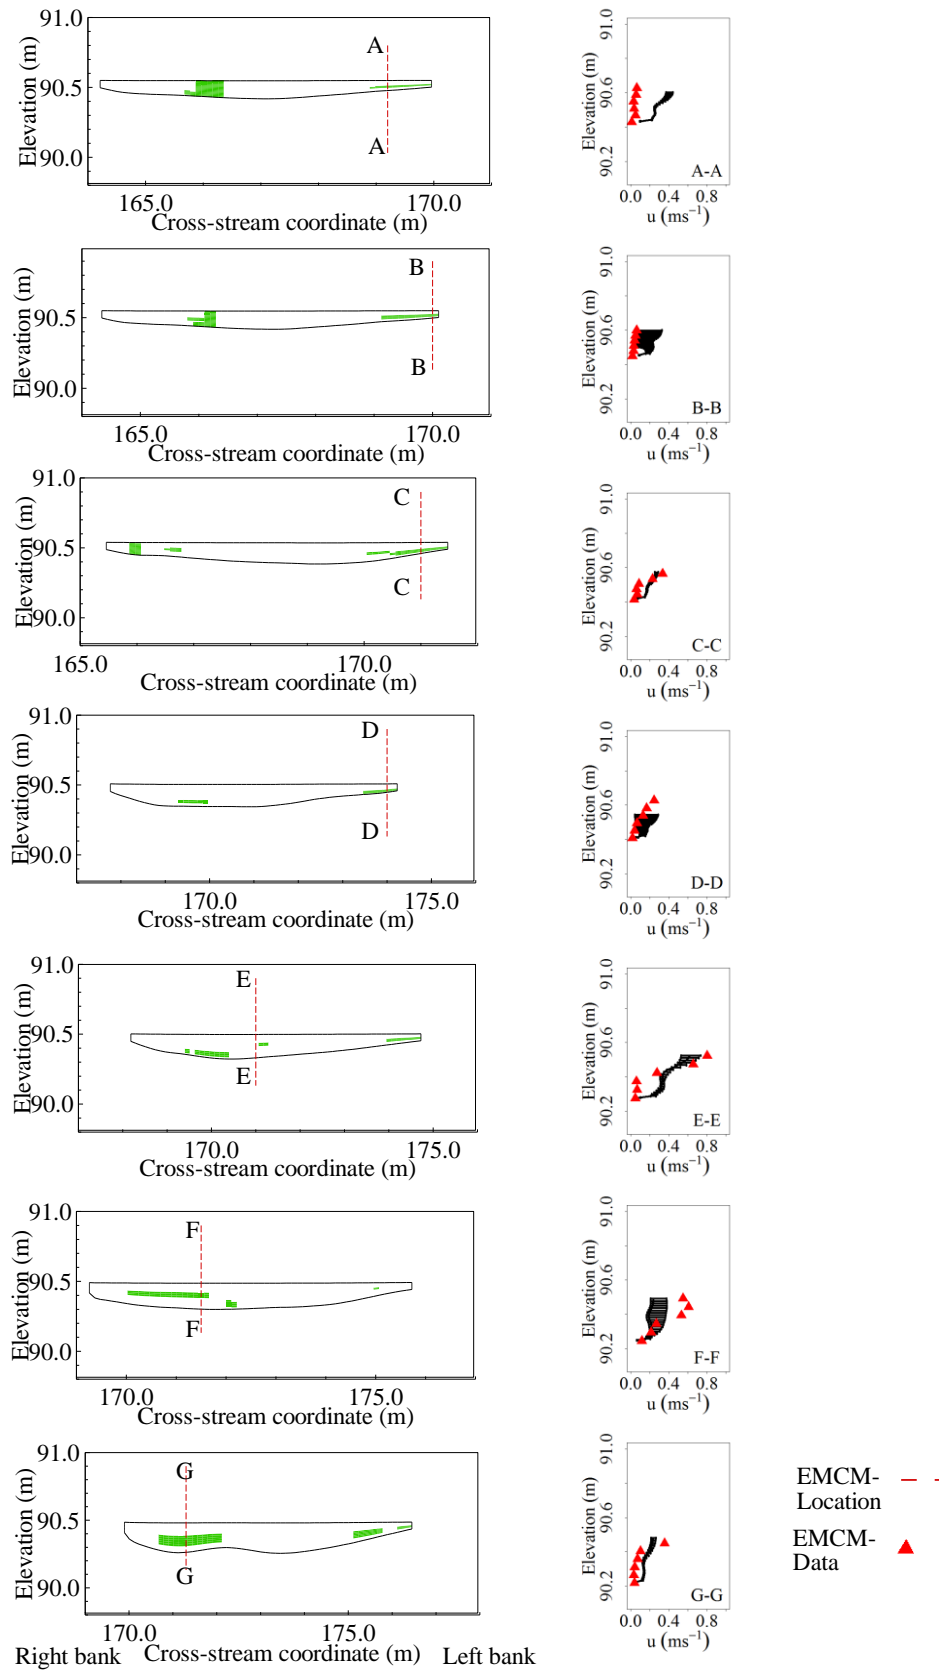 91.0
90.5
90.0
Elevation (m)
A
A
165.0
170.0
Cross-stream coordinate (m)
91.0
90.6
90.2
Elevation (m)
A-A
0.0 0.4 0.8
u (ms⁻¹)
90.5
90.0
Elevation (m)
B
B
165.0
170.0
Cross-stream coordinate (m)
91.0
90.6
90.2
Elevation (m)
B-B
0.0 0.4 0.8
u (ms⁻¹)
91.0
90.5
90.0
Elevation (m)
C
C
165.0
170.0
Cross-stream coordinate (m)
91.0
90.6
90.2
Elevation (m)
C-C
0.0 0.4 0.8
u (ms⁻¹)
91.0
90.5
90.0
Elevation (m)
D
D
170.0
175.0
Cross-stream coordinate (m)
91.0
90.6
90.2
Elevation (m)
D-D
0.0 0.4 0.8
u (ms⁻¹)
91.0
90.5
90.0
Elevation (m)
E
E
170.0
175.0
Cross-stream coordinate (m)
91.0
90.6
90.2
Elevation (m)
E-E
0.0 0.4 0.8
u (ms⁻¹)
91.0
90.5
90.0
Elevation (m)
F
F
170.0
175.0
Cross-stream coordinate (m)
91.0
90.6
90.2
Elevation (m)
F-F
0.0 0.4 0.8
u (ms⁻¹)
91.0
90.5
90.0
Elevation (m)
G
G
170.0
175.0
Right bank Cross-stream coordinate (m) Left bank
91.0
90.6
90.2
Elevation (m)
G-G
0.0 0.4 0.8
u (ms⁻¹)
EMCM-
Location
EMCM-
Data